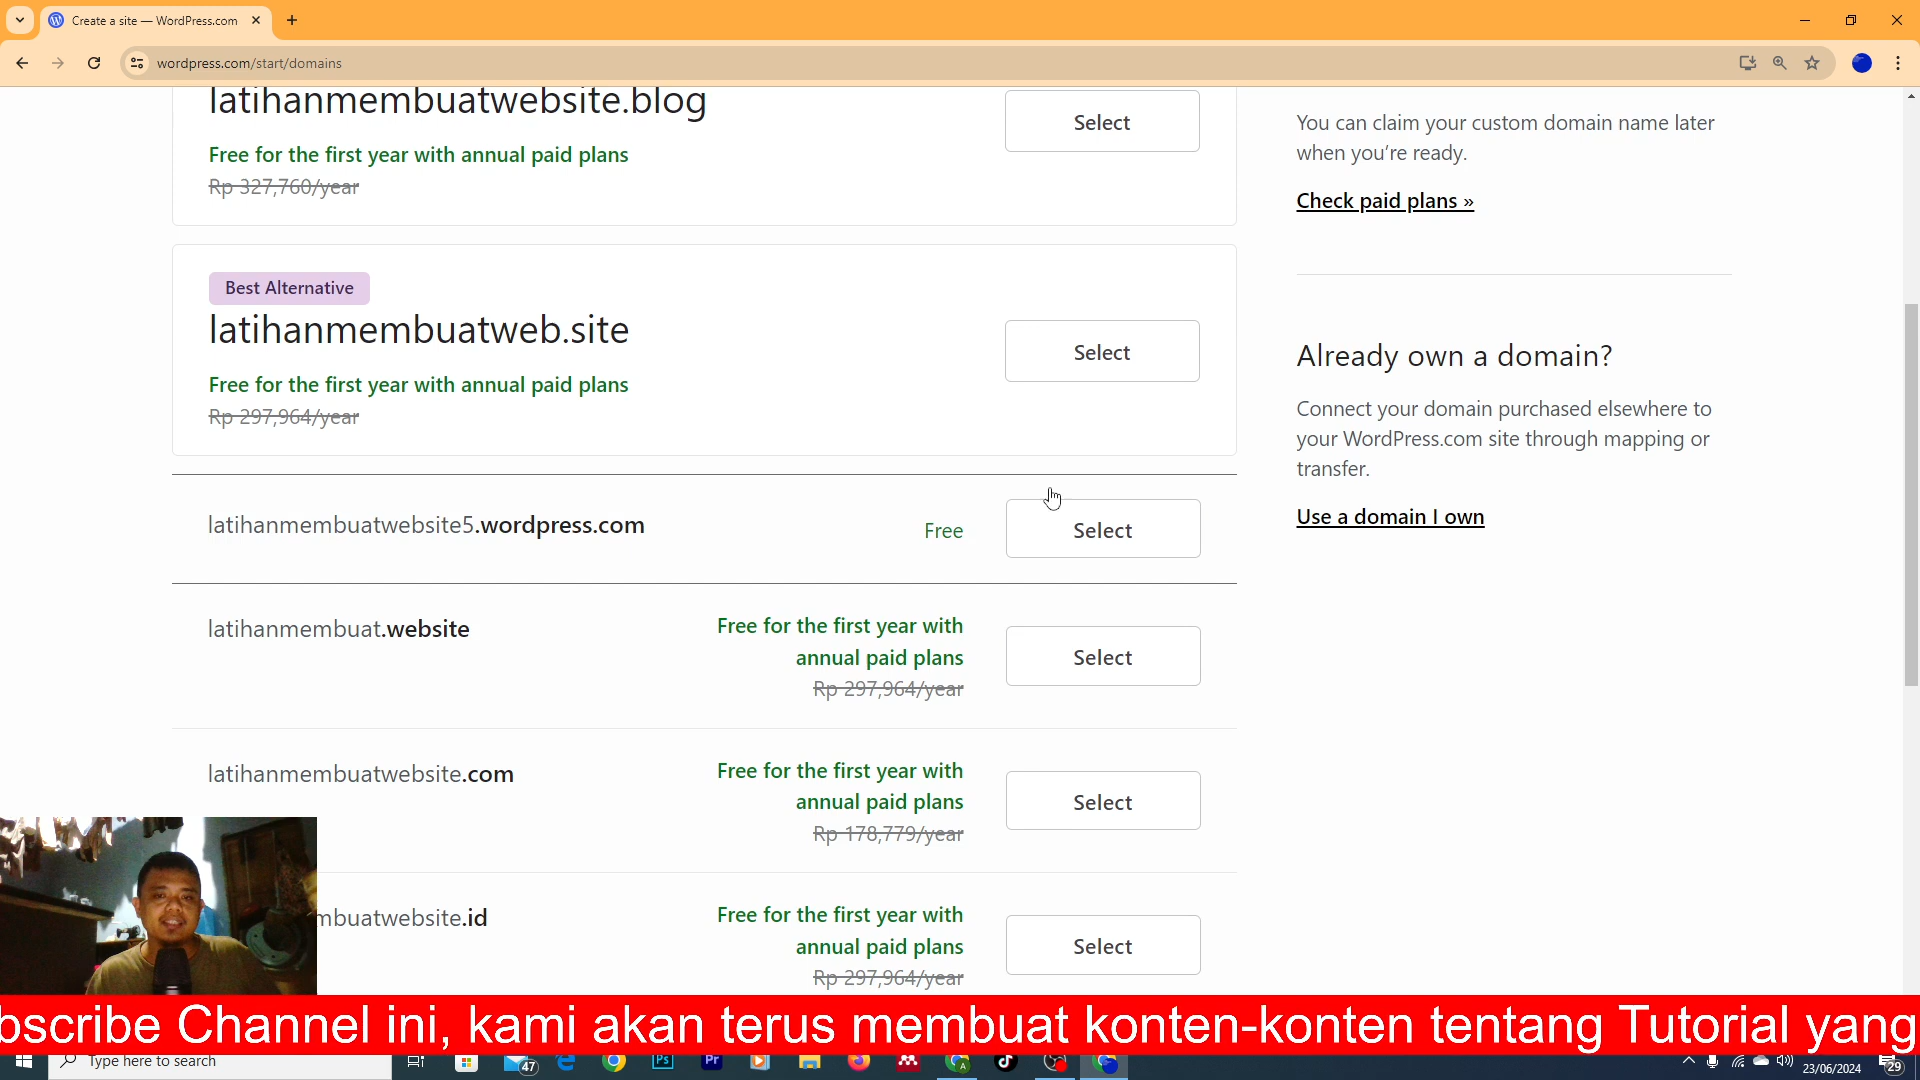 Create a site — WordPress.com
wordpress.com/start/domains
latihanmembuatwebsite.blog
Select
Free for the first year with annual paid plans
Rp 327,760/year
You can claim your custom domain name later
when you're ready.
Check paid plans »
Best Alternative
latihanmembuatweb.site
Select
Free for the first year with annual paid plans
Rp 297,964/year
Already own a domain?
Connect your domain purchased elsewhere to
your WordPress.com site through mapping or
transfer.
Use a domain I own
latihanmembuatwebsite5.wordpress.com
Free
Select
latihanmembuat.website
Free for the first year with
annual paid plans
Rp 297,964/year
Select
latihanmembuatwebsite.com
Free for the first year with
annual paid plans
Rp 178,779/year
Select
mbuatwebsite.id
Free for the first year with
annual paid plans
Rp 297,964/year
Select
bscribe Channel ini, kami akan terus membuat konten-konten tentang Tutorial yang
Type here to search
47
Ps
Pr
A
23/06/2024
29